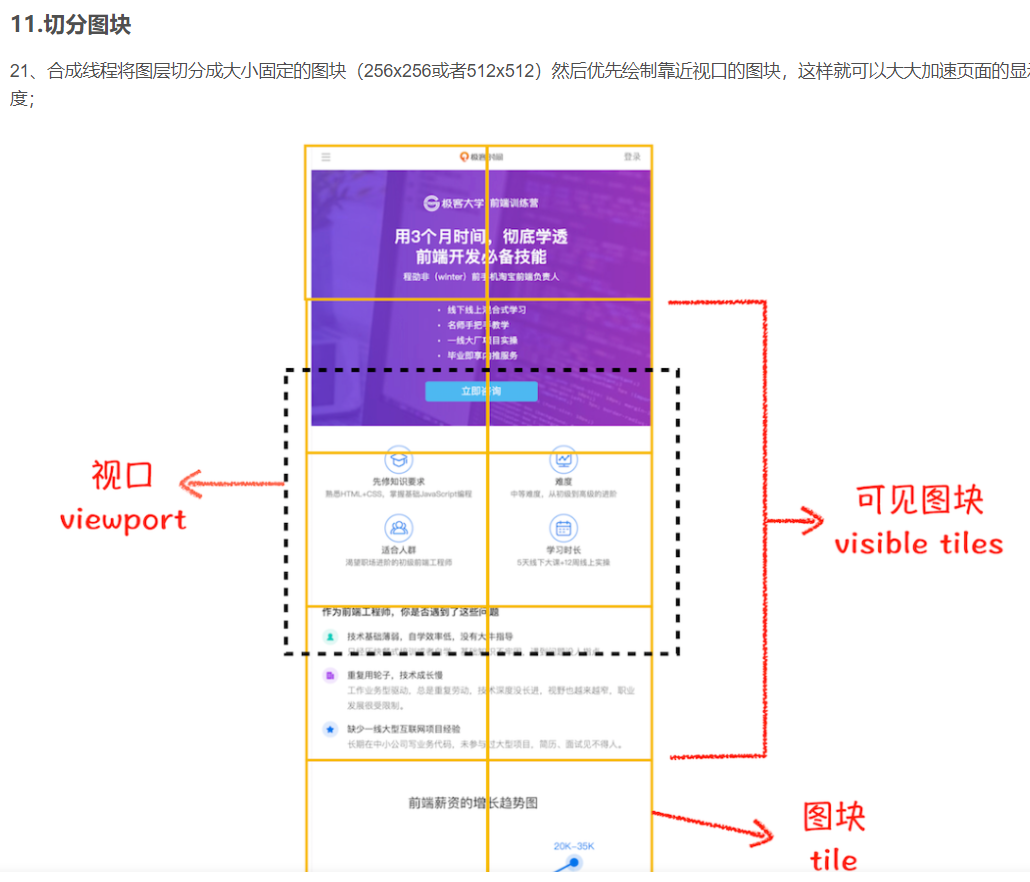 11.切分图块
21、合成线程将图层切分成大小固定的图块（256x256或者512x512）然后优先绘制靠近视口的图块，这样就可以大大加速页面的显
度；
登录
极客大学 前端训练营
用3个月时间，彻底学透
前端开发必备技能
程劭非（winter）前手机淘宝前端负责人
· 线下线上混合式学习
· 名师手把手教学
· 一线大厂项目实操
· 毕业即享内推服务
立即咨询
视口
viewport
先修知识要求
熟悉HTML+CSS、掌握基础JavaScript编程
难度
中等难度，从初级到高级的进阶
适合人群
渴望职场进阶的初级前端工程师
学习时长
5天线下大课+12周线上实操
可见图块
visible tiles
作为前端工程师，你是否遇到了这些问题
技术基础薄弱，自学效率低，没有大牛指导
重复用轮子，技术成长慢
工作业务型驱动，总是重复劳动，技术深度没长进，视野也越来越窄，职业
发展很受限制。
缺少一线大型互联网项目经验
长期在中小公司写业务代码，未参与过大型项目，简历、面试见不得人。
前端薪资的增长趋势图
20K-35K
图块
tile